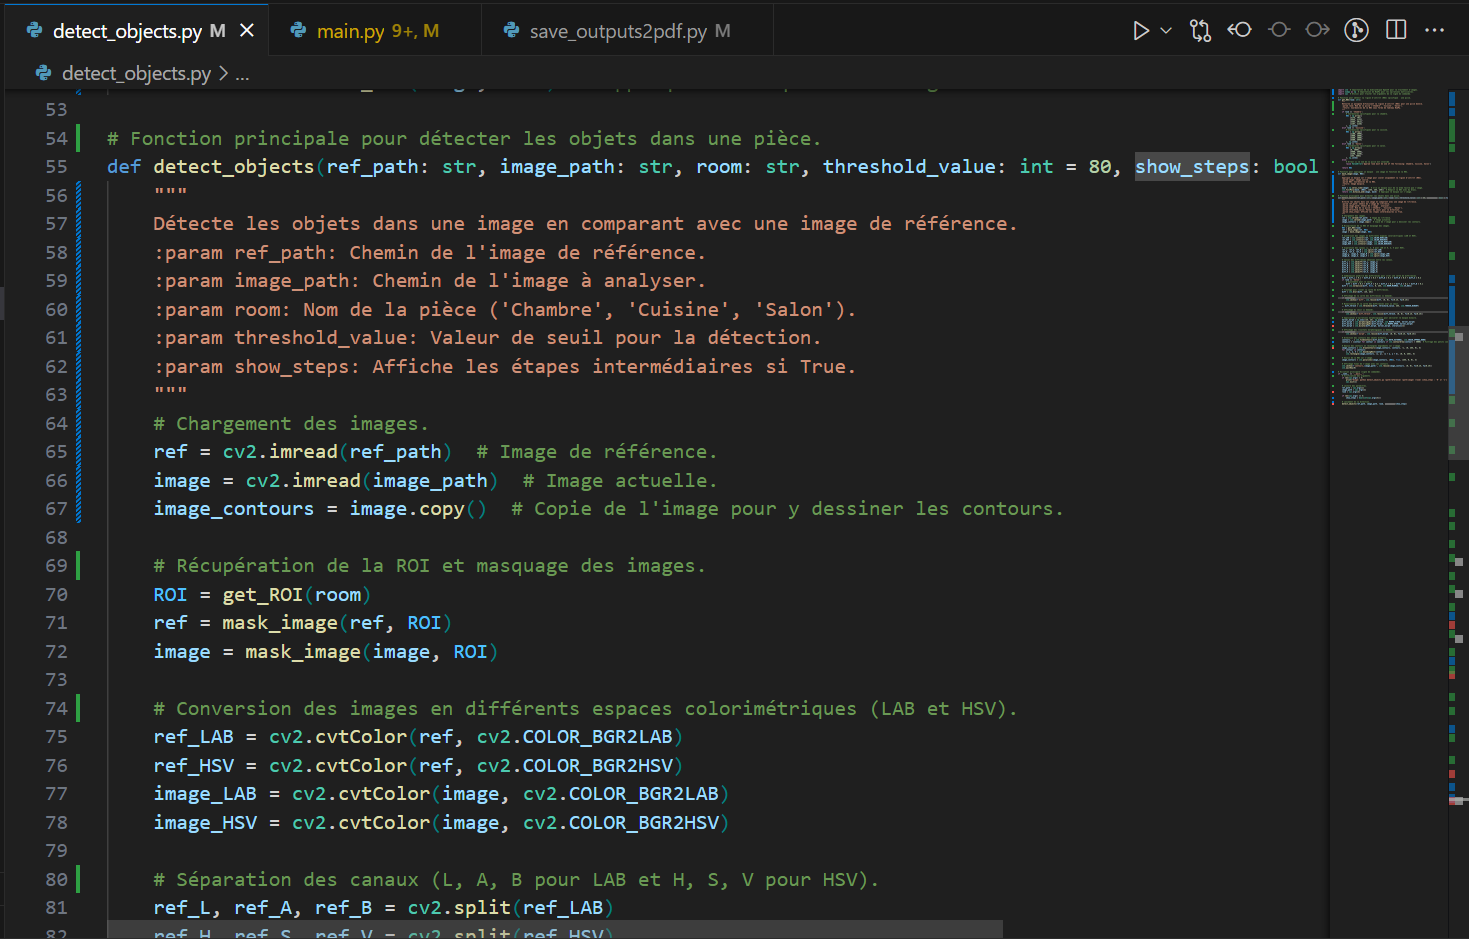 detect_objects.py M
main.py 9+, M
save_outputs2pdf.py M
detect_objects.py > ...
53
54 # Fonction principale pour détecter les objets dans une pièce.
55 def detect_objects(ref_path: str, image_path: str, room: str, threshold_value: int = 80, show_steps: bool
56 """
57 Détecte les objets dans une image en comparant avec une image de référence.
58 :param ref_path: Chemin de l'image de référence.
59 :param image_path: Chemin de l'image à analyser.
60 :param room: Nom de la pièce ('Chambre', 'Cuisine', 'Salon').
61 :param threshold_value: Valeur de seuil pour la détection.
62 :param show_steps: Affiche les étapes intermédiaires si True.
63 """
64 # Chargement des images.
65 ref = cv2.imread(ref_path)  # Image de référence.
66 image = cv2.imread(image_path)  # Image actuelle.
67 image_contours = image.copy()  # Copie de l'image pour y dessiner les contours.
68
69 # Récupération de la ROI et masquage des images.
70 ROI = get_ROI(room)
71 ref = mask_image(ref, ROI)
72 image = mask_image(image, ROI)
73
74 # Conversion des images en différents espaces colorimétriques (LAB et HSV).
75 ref_LAB = cv2.cvtColor(ref, cv2.COLOR_BGR2LAB)
76 ref_HSV = cv2.cvtColor(ref, cv2.COLOR_BGR2HSV)
77 image_LAB = cv2.cvtColor(image, cv2.COLOR_BGR2LAB)
78 image_HSV = cv2.cvtColor(image, cv2.COLOR_BGR2HSV)
79
80 # Séparation des canaux (L, A, B pour LAB et H, S, V pour HSV).
81 ref_L, ref_A, ref_B = cv2.split(ref_LAB)
82 ref_H, ref_S, ref_V = cv2.split(ref_HSV)